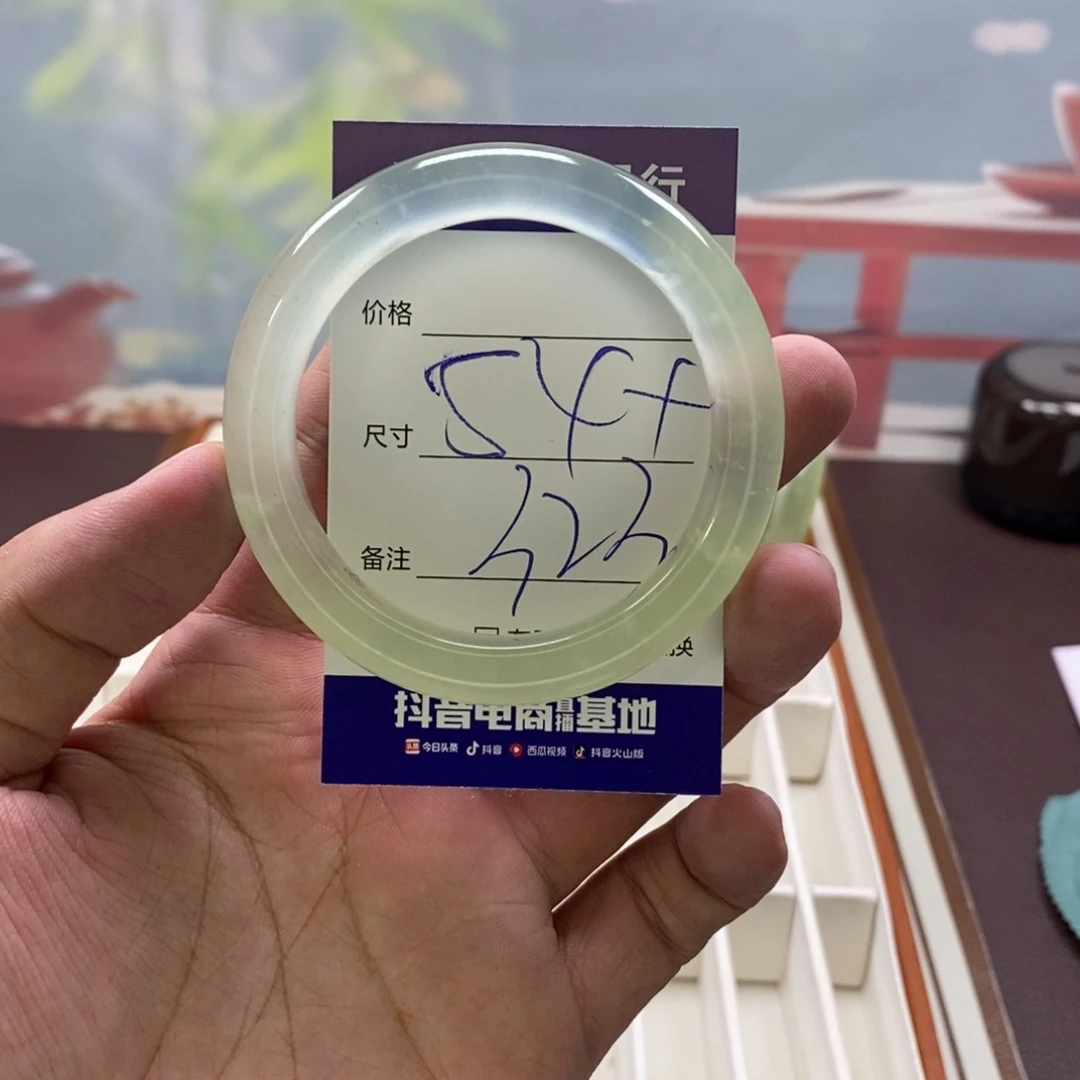 行
价格
54+
尺寸
备注
换
抖音电商直播基地
今日头条 抖音 西瓜视频 抖音火山版